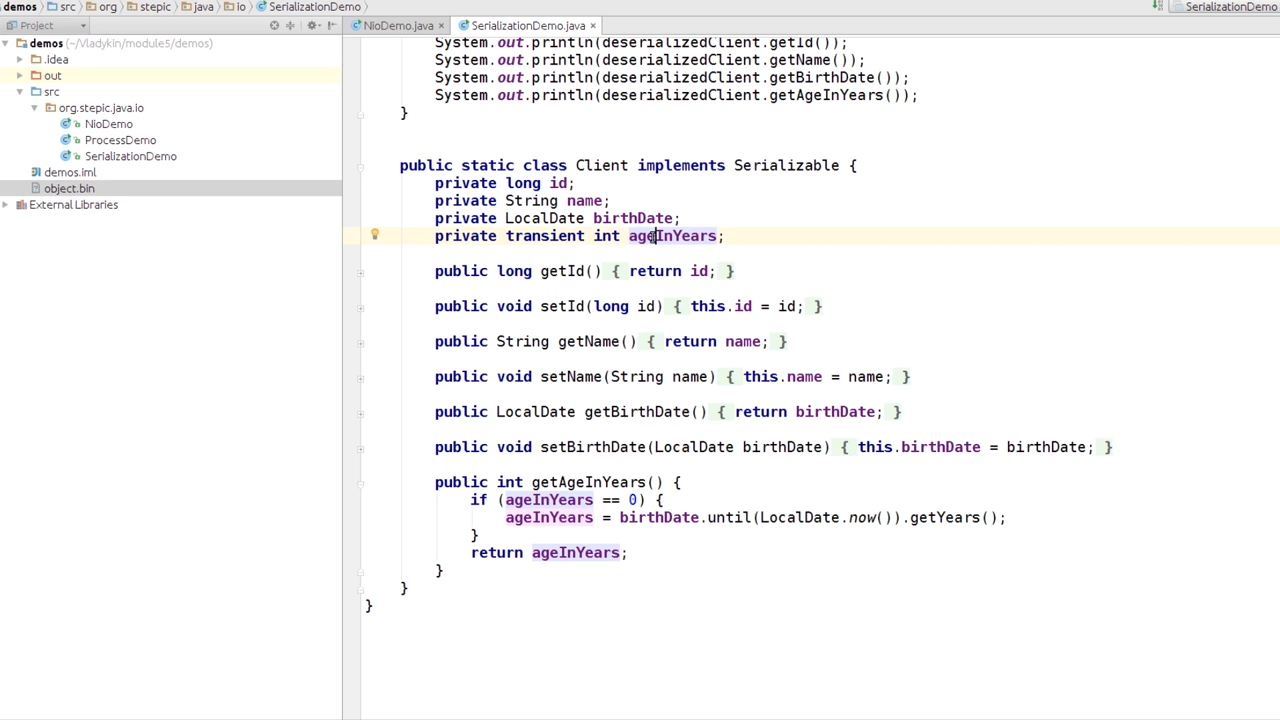 demos src org stepic java io SerializationDemo SerializationDemo
Project NioDemo.java SerializationDemo.java
demos (~/vladykin/module5/demos)
.idea
out
src
org.stepic.java.io
NioDemo
ProcessDemo
SerializationDemo
demos.iml
object.bin
External Libraries
System.out.println(deserializedClient.getId());
System.out.println(deserializedClient.getName());
System.out.println(deserializedClient.getBirthDate());
System.out.println(deserializedClient.getAgeInYears());
}
public static class Client implements Serializable {
private long id;
private String name;
private LocalDate birthDate;
private transient int ageInYears;
public long getId() { return id; }
public void setId(long id) { this.id = id; }
public String getName() { return name; }
public void setName(String name) { this.name = name; }
public LocalDate getBirthDate() { return birthDate; }
public void setBirthDate(LocalDate birthDate) { this.birthDate = birthDate; }
public int getAgeInYears() {
if (ageInYears == 0) {
ageInYears = birthDate.until(LocalDate.now()).getYears();
}
return ageInYears;
}
}
}